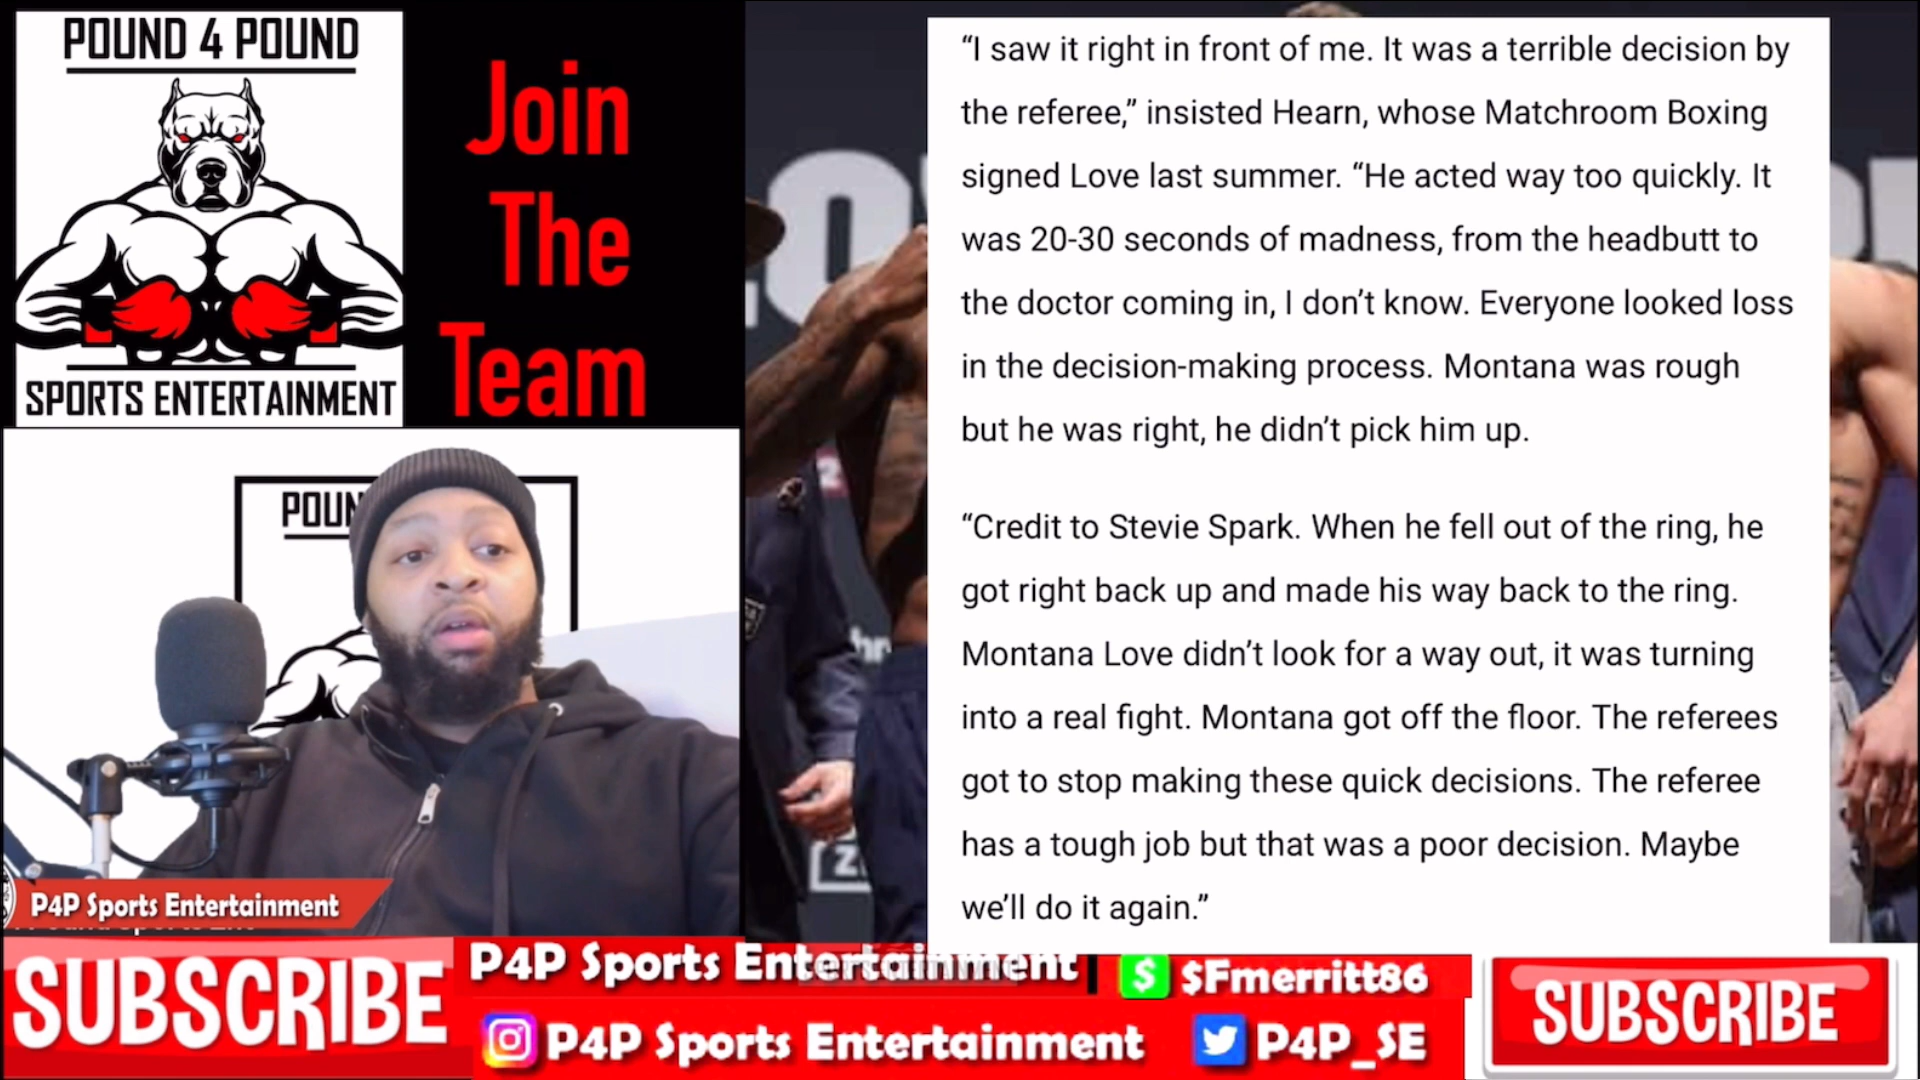 POUND 4 POUND
SPORTS ENTERTAINMENT
Join
The
Team
“I saw it right in front of me. It was a terrible decision by
the referee,” insisted Hearn, whose Matchroom Boxing
signed Love last summer. “He acted way too quickly. It
was 20-30 seconds of madness, from the headbutt to
the doctor coming in, I don’t know. Everyone looked loss
in the decision-making process. Montana was rough
but he was right, he didn’t pick him up.
“Credit to Stevie Spark. When he fell out of the ring, he
got right back up and made his way back to the ring.
Montana Love didn’t look for a way out, it was turning
into a real fight. Montana got off the floor. The referees
got to stop making these quick decisions. The referee
has a tough job but that was a poor decision. Maybe
we’ll do it again.”
P4P Sports Entertainment
SUBSCRIBE
P4P Sports Entertainment
$ $Fmerritt86
P4P Sports Entertainment
P4P_SE
SUBSCRIBE